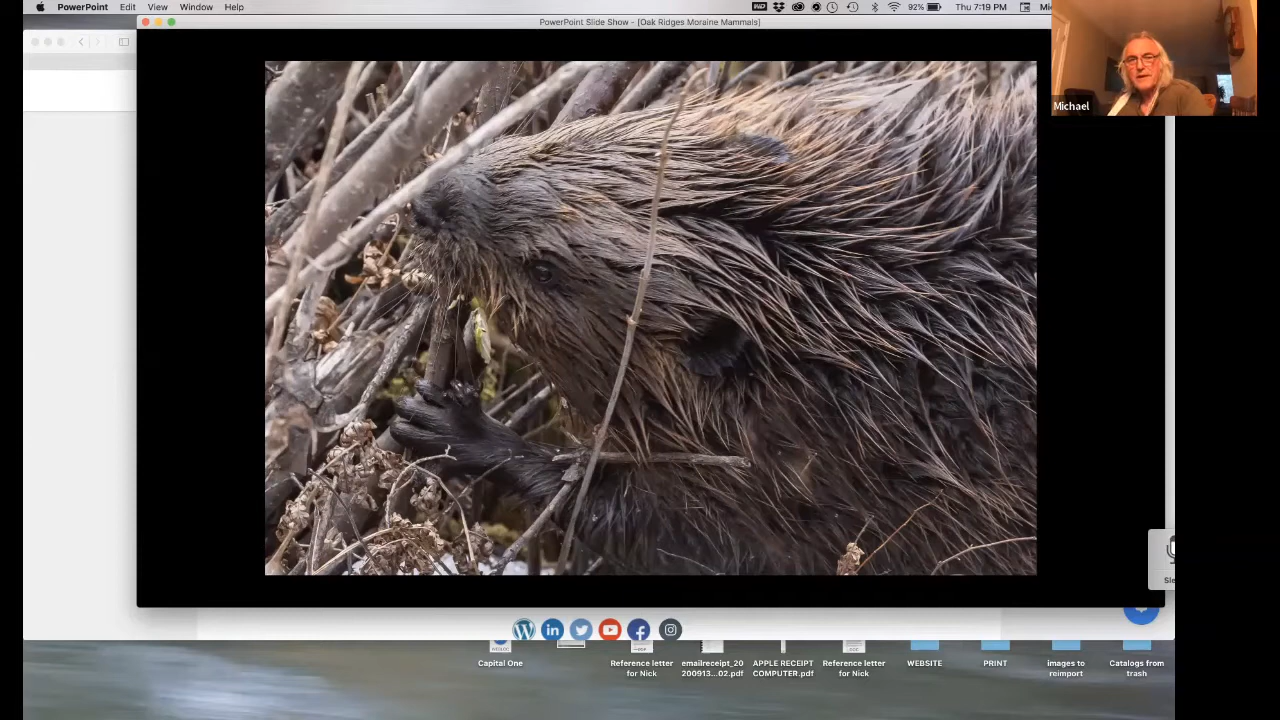 PowerPoint Edit View Window Help
92% Thu 7:19 PM Mi
PowerPoint Slide Show - [Oak Ridges Moraine Mammals]
Michael
Sle
Capital One
Reference letter
for Nick
emailreceipt_20
200913...02.pdf
APPLE RECEIPT
COMPUTER.pdf
Reference letter
for Nick
WEBSITE
PRINT
images to
reimport
Catalogs from
trash